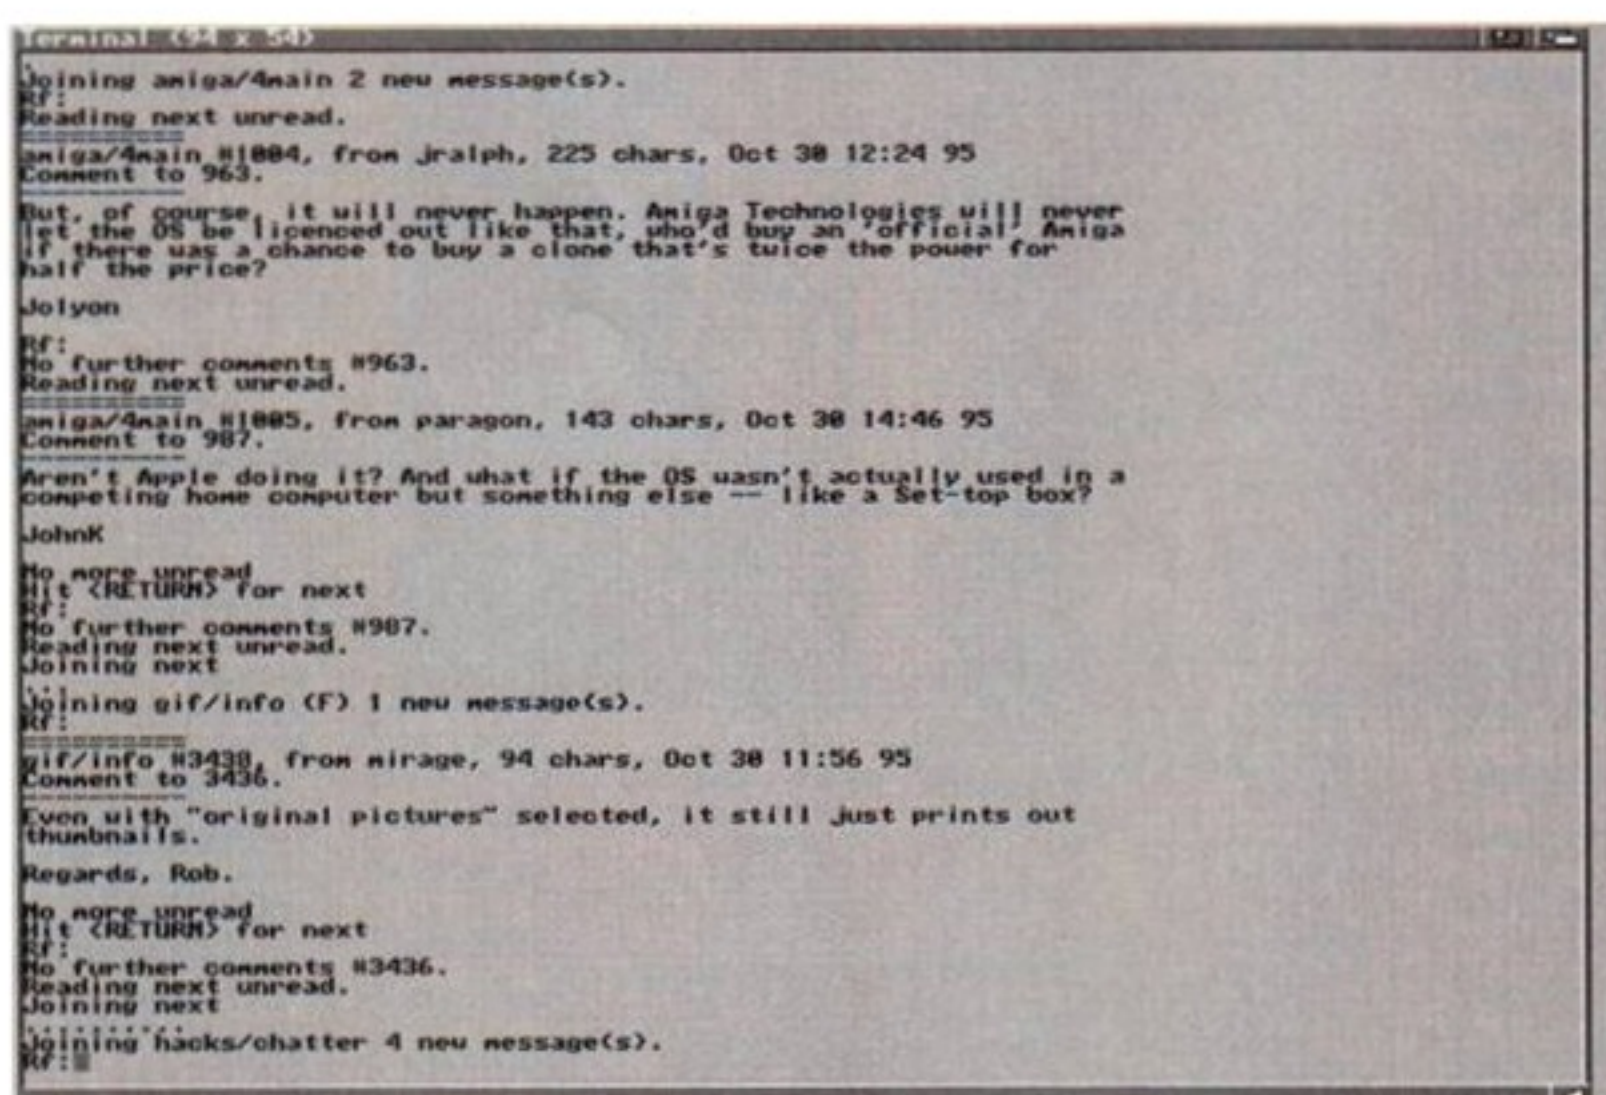 Terminal (94 x 54)
Joining amiga/4main 2 new message(s).
Rf:
Reading next unread.
==========
amiga/4main #1004, from jralph, 225 chars, Oct 30 12:24 95
Comment to 963.
----------
But, of course, it will never happen. Amiga Technologies will never
let the OS be licenced out like that, who'd buy an 'official' Amiga
if there was a chance to buy a clone that's twice the power for
half the price?
Jolyon
Rf:
No further comments #963.
Reading next unread.
==========
amiga/4main #1005, from paragon, 143 chars, Oct 30 14:46 95
Comment to 987.
----------
Aren't Apple doing it? And what if the OS wasn't actually used in a
competing home computer but something else -- like a Set-top box?
JohnK
No more unread
Hit <RETURN> for next
Rf:
No further comments #987.
Reading next unread.
Joining next
...
Joining gif/info (F) 1 new message(s).
Rf:
==========
gif/info #3438, from mirage, 94 chars, Oct 30 11:56 95
Comment to 3436.
----------
Even with "original pictures" selected, it still just prints out
thumbnails.
Regards, Rob.
No more unread
Hit <RETURN> for next
Rf:
No further comments #3436.
Reading next unread.
Joining next
..........
Joining hacks/chatter 4 new message(s).
Rf: